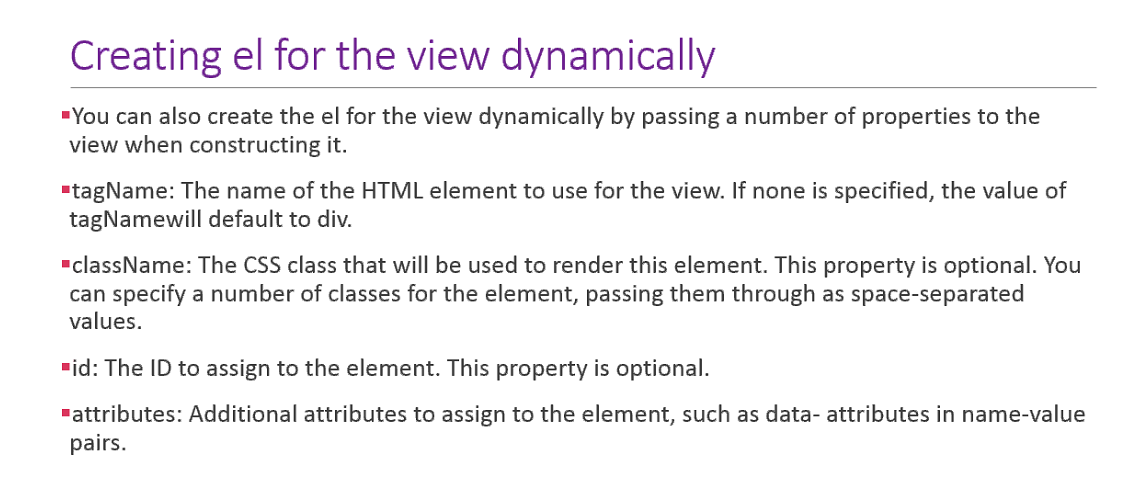 Creating el for the view dynamically
▪You can also create the el for the view dynamically by passing a number of properties to the
view when constructing it.
▪tagName: The name of the HTML element to use for the view. If none is specified, the value of
tagNamewill default to div.
▪className: The CSS class that will be used to render this element. This property is optional. You
can specify a number of classes for the element, passing them through as space-separated
values.
▪id: The ID to assign to the element. This property is optional.
▪attributes: Additional attributes to assign to the element, such as data- attributes in name-value
pairs.